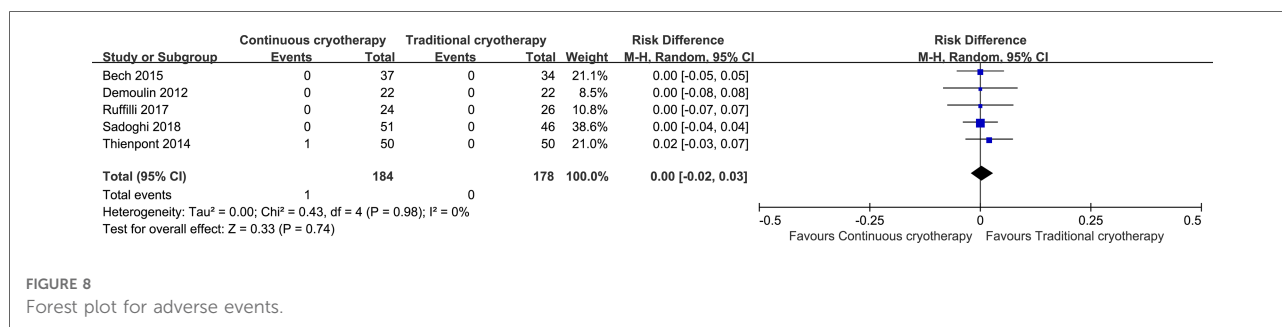 Continuous cryotherapy Traditional cryotherapy Risk Difference Risk Difference
Study or Subgroup Events Total Events Total Weight M-H, Random, 95% CI M-H, Random, 95% CI
Bech 2015 0 37 0 34 21.1% 0.00 [-0.05, 0.05]
Demoulin 2012 0 22 0 22 8.5% 0.00 [-0.08, 0.08]
Ruffilli 2017 0 24 0 26 10.8% 0.00 [-0.07, 0.07]
Sadoghi 2018 0 51 0 46 38.6% 0.00 [-0.04, 0.04]
Thienpont 2014 1 50 0 50 21.0% 0.02 [-0.03, 0.07]
Total (95% CI) 184 178 100.0% 0.00 [-0.02, 0.03]
Total events 1 0
Heterogeneity: Tau² = 0.00; Chi² = 0.43, df = 4 (P = 0.98); I² = 0%
Test for overall effect: Z = 0.33 (P = 0.74)
-0.5 -0.25 0 0.25 0.5
Favours Continuous cryotherapy Favours Traditional cryotherapy
FIGURE 8
Forest plot for adverse events.